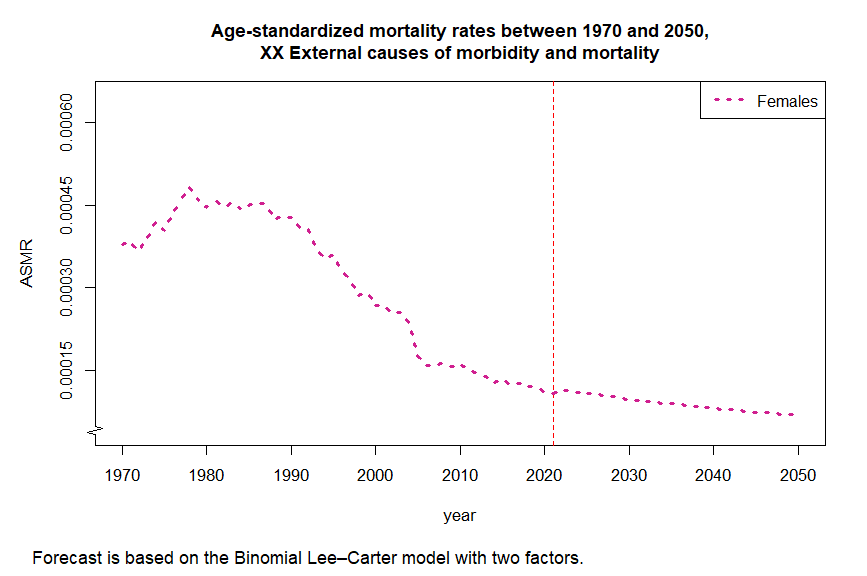 Age-standardized mortality rates between 1970 and 2050,
XX External causes of morbidity and mortality
Females
0.00060
0.00045
0.00030
0.00015
ASMR
1970 1980 1990 2000 2010 2020 2030 2040 2050
year
Forecast is based on the Binomial Lee–Carter model with two factors.